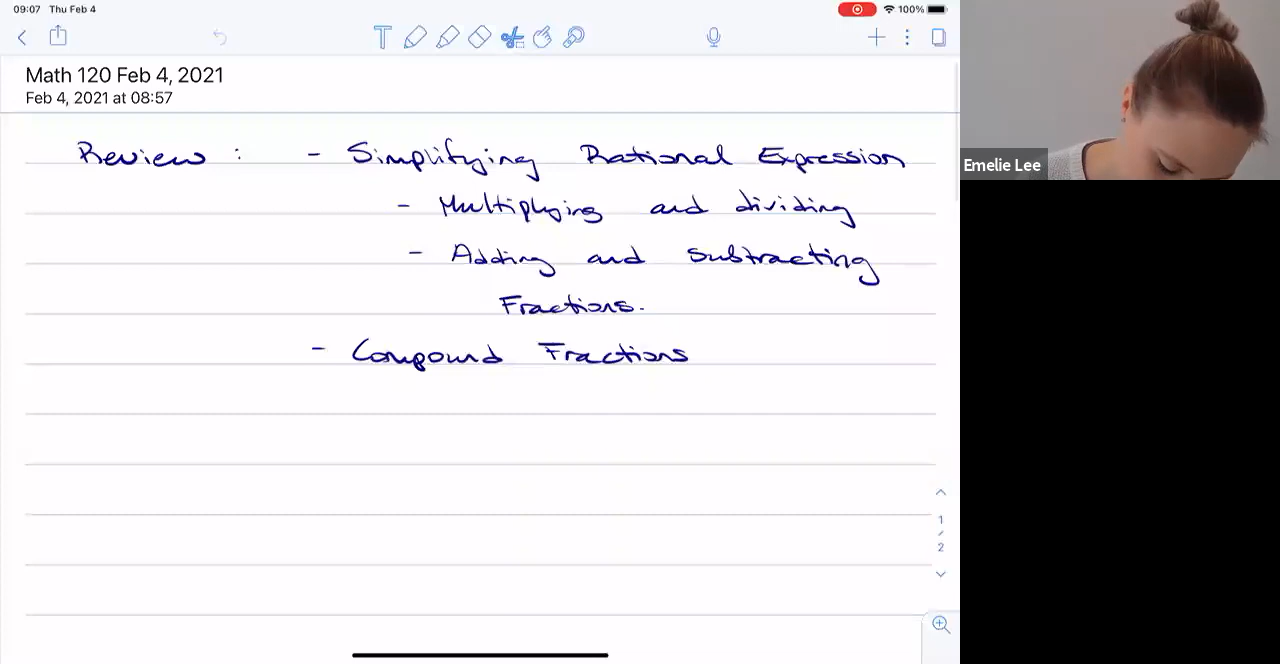 09:07 Thu Feb 4
100%
Math 120 Feb 4, 2021
Feb 4, 2021 at 08:57
Review : - Simplifying Rational Expression
- Multiplying and dividing
- Adding and Subtracting
Fractions.
- Compound Fractions
Emelie Lee
1
/
2